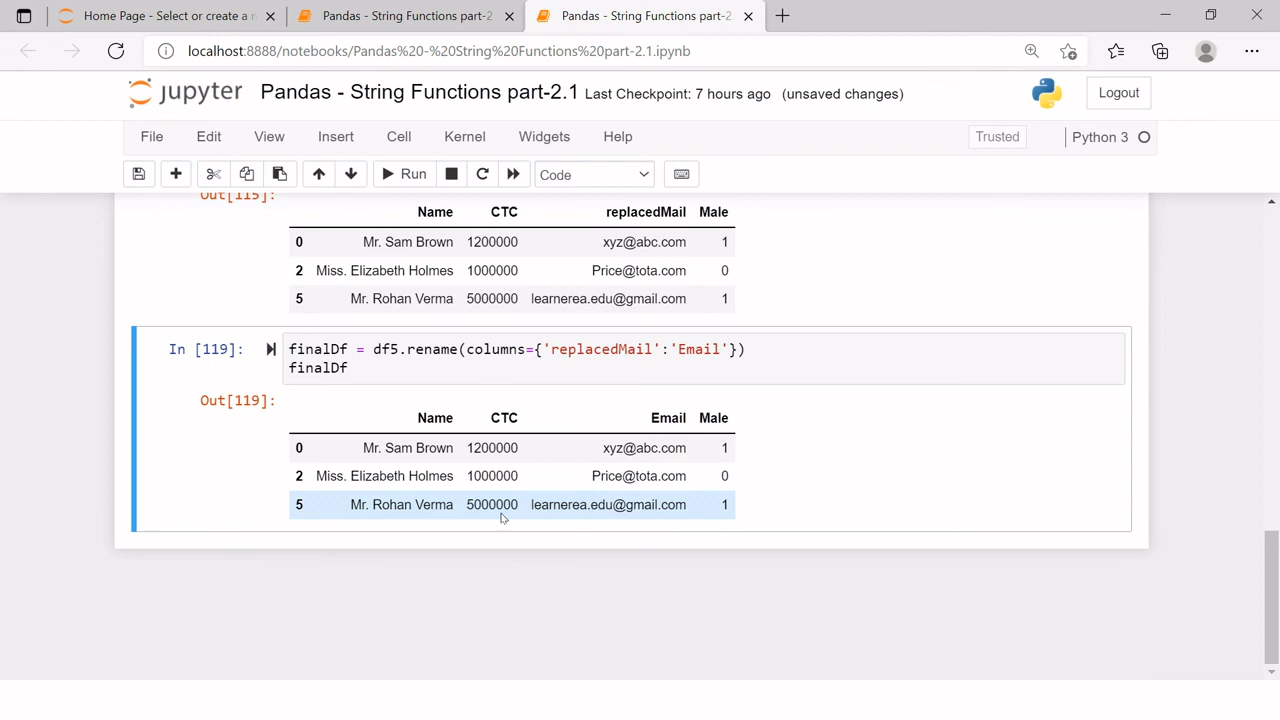 Home Page - Select or create a n
Pandas - String Functions part-2
Pandas - String Functions part-2.
localhost:8888/notebooks/Pandas%20-%20String%20Functions%20part-2.1.ipynb
jupyter Pandas - String Functions part-2.1 Last Checkpoint: 7 hours ago (unsaved changes)
Logout
File Edit View Insert Cell Kernel Widgets Help
Trusted
Python 3
Run
Code
Out[115]:
Name CTC replacedMail Male
0 Mr. Sam Brown 1200000 xyz@abc.com 1
2 Miss. Elizabeth Holmes 1000000 Price@tota.com 0
5 Mr. Rohan Verma 5000000 learnerea.edu@gmail.com 1
In [119]: finalDf = df5.rename(columns={'replacedMail':'Email'})
finalDf
Out[119]:
Name CTC Email Male
0 Mr. Sam Brown 1200000 xyz@abc.com 1
2 Miss. Elizabeth Holmes 1000000 Price@tota.com 0
5 Mr. Rohan Verma 5000000 learnerea.edu@gmail.com 1